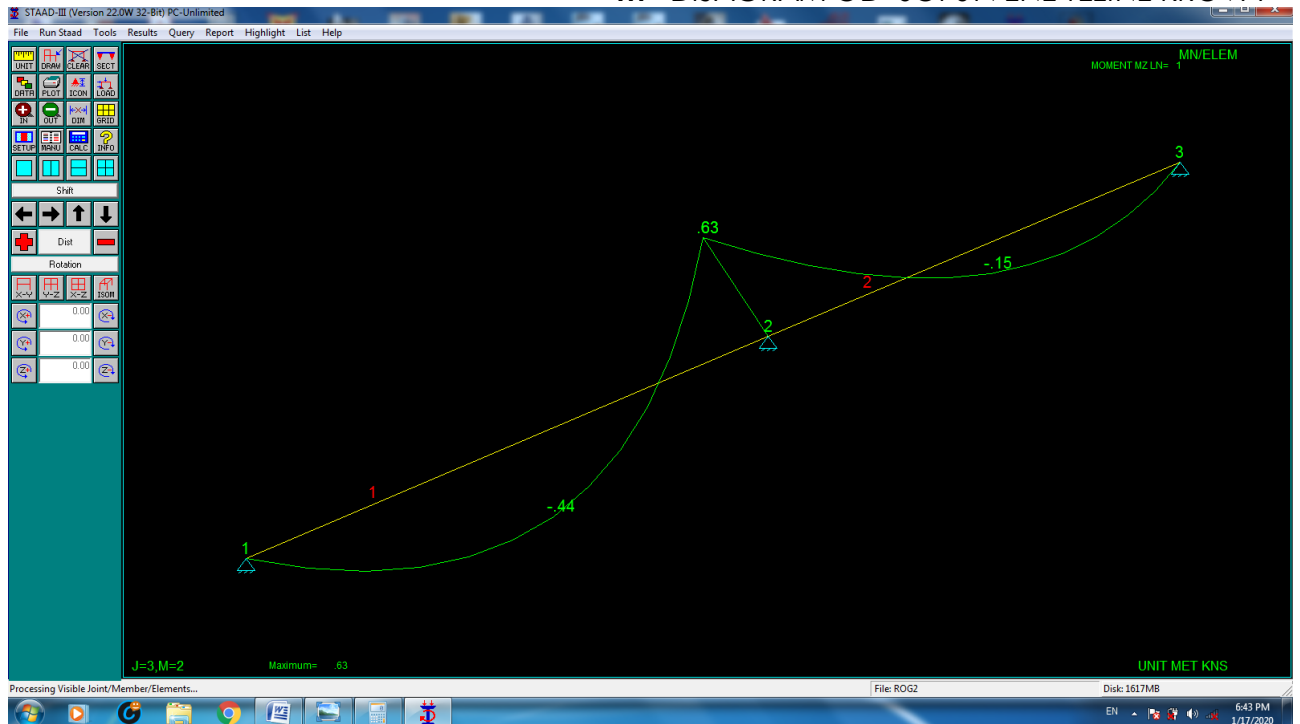 STAAD-III (Version 22.0W 32-Bit) PC-Unlimited
File Run Staad Tools Results Query Report Highlight List Help
UNIT DRAW CLEAR SECT
DATA PLOT ICON LOAD
IN OUT DIM GRID
SETUP MANU CALC INFO
Shift
Dist
Rotation
X-Y Y-Z X-Z ISOM
X+ 0.00 X-
Y+ 0.00 Y-
Z+ 0.00 Z-
MN/ELEM
MOMENT MZ LN= 1
3
.63
-.15
2
2
1
-.44
1
J=3,M=2 Maximum= .63 UNIT MET KNS
Processing Visible Joint/Member/Elements... File: ROG2 Disk: 1617MB
EN 6:43 PM
1/17/2020